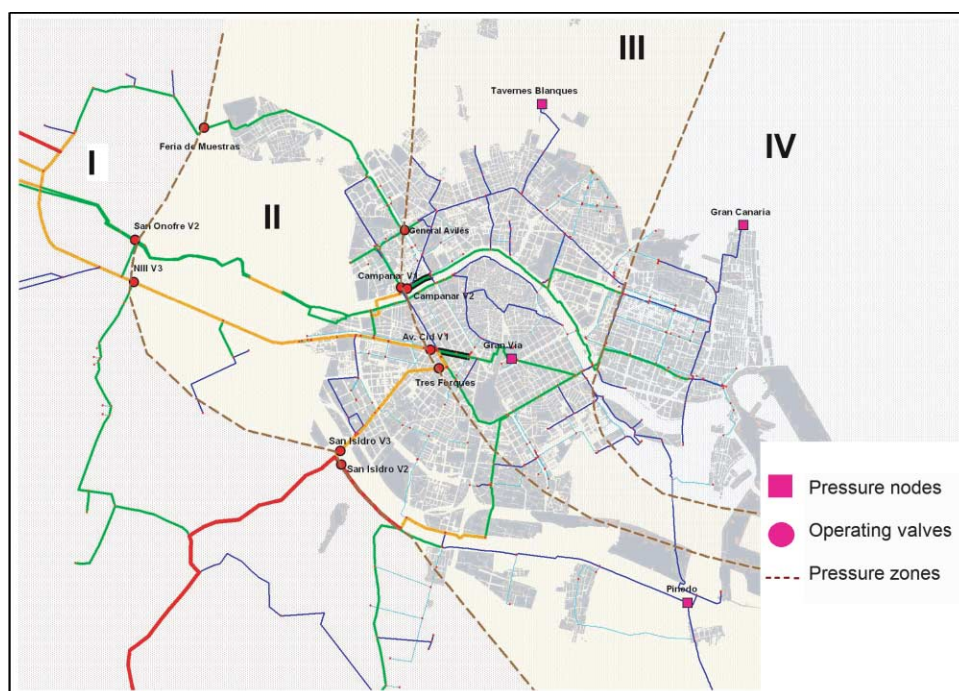 III
Tavernes Blanques
IV
Feria de Muestras
I
II
Gran Canaria
San Onofre V2
General Avilés
NIII V3
Campanar V1
Campanar V2
Av. Cid V1
Gran Via
Tres Forques
San Isidro V3
San Isidro V2
Pressure nodes
Operating valves
Pressure zones
Pinedo